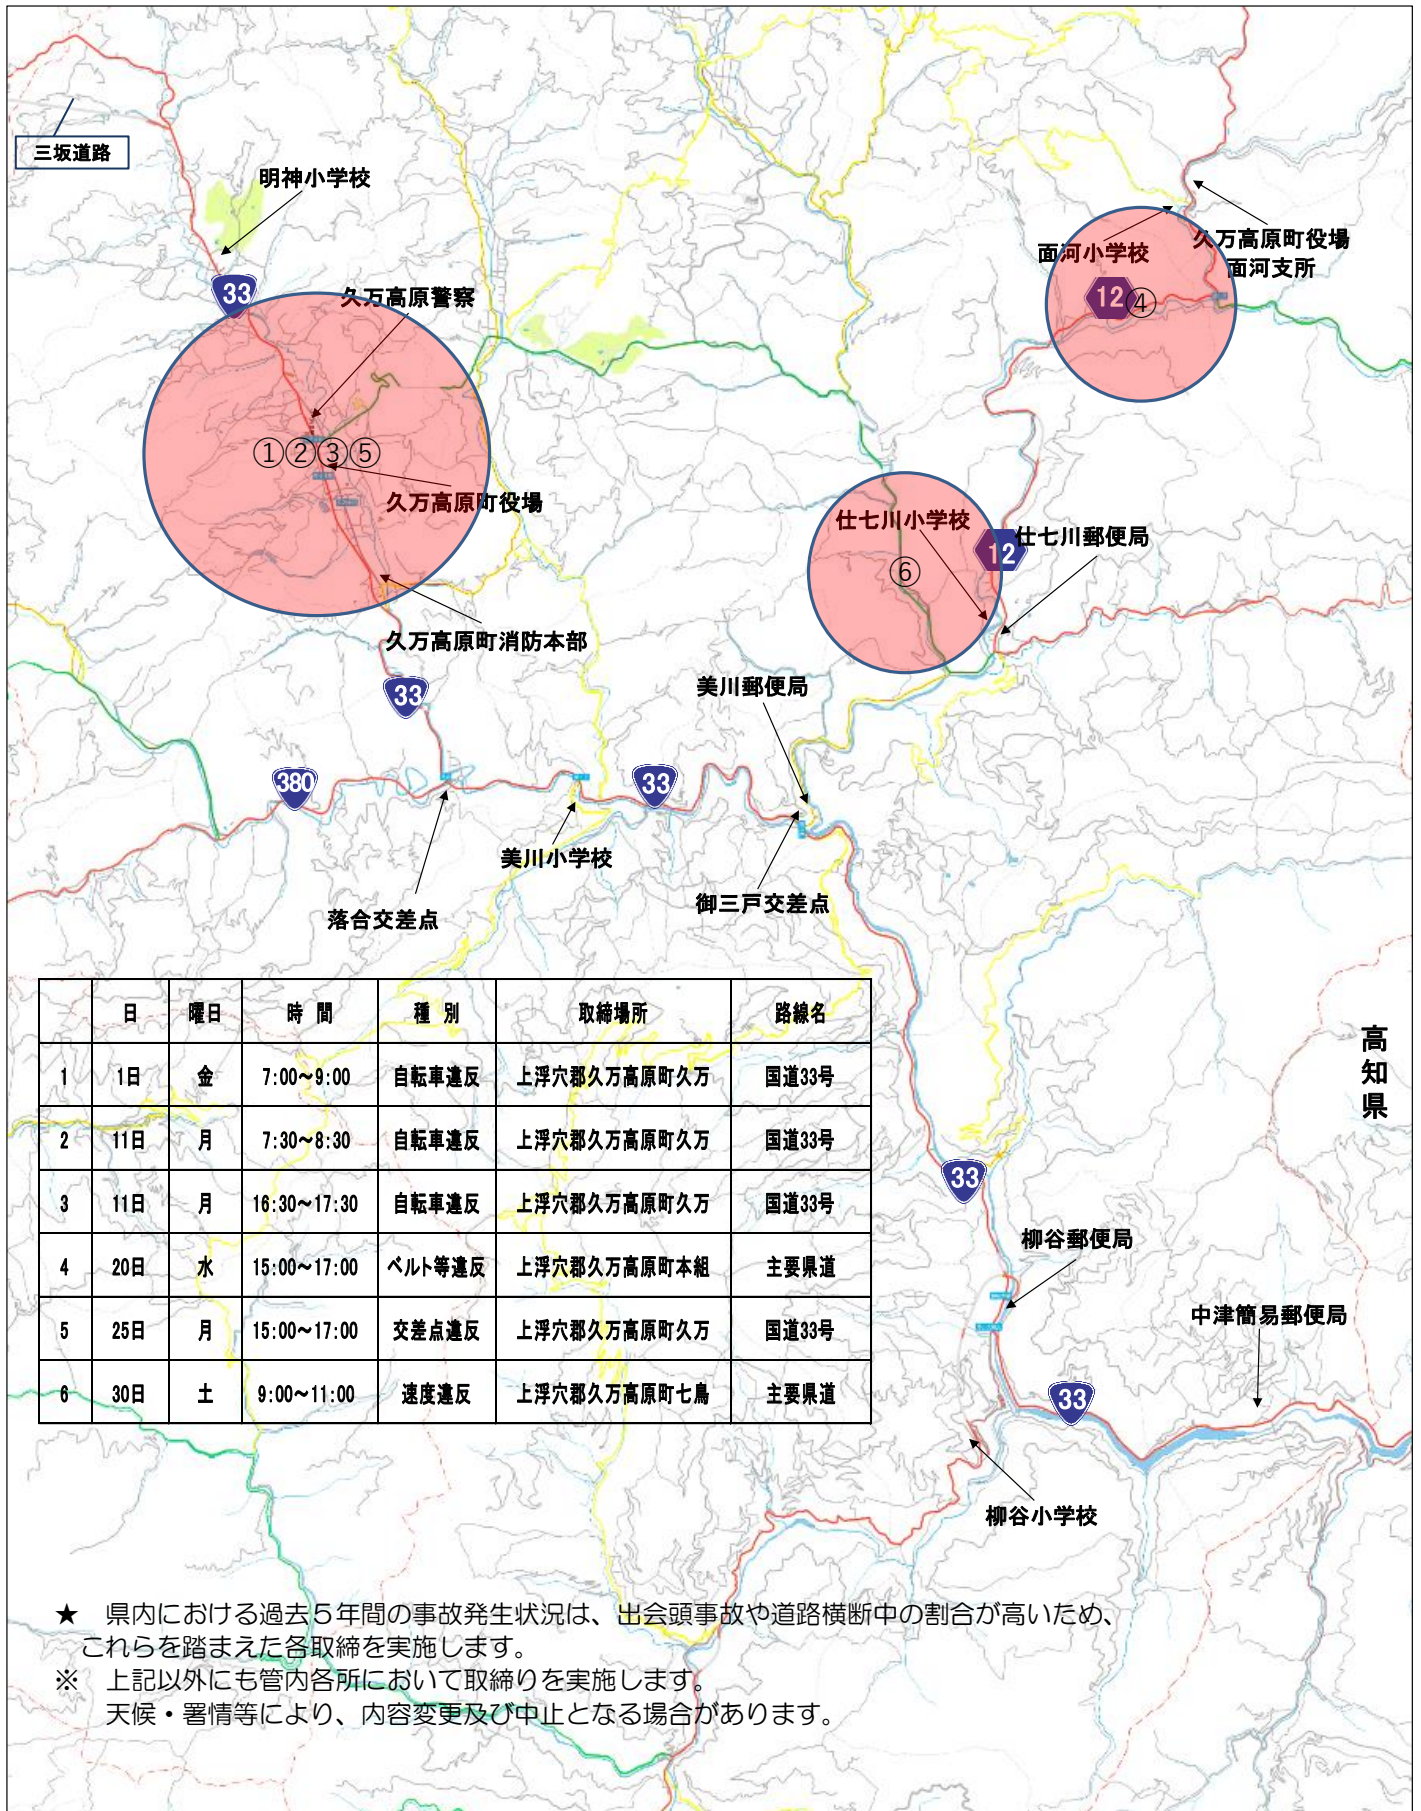 三坂道路
明神小学校
33
久万高原警察
①②③⑤
久万高原町役場
久万高原町消防本部
33
面河小学校
久万高原町役場
面河支所
12
④
仕七川小学校
12
仕七川郵便局
⑥
美川郵便局
380
33
美川小学校
落合交差点
御三戸交差点
日 曜日 時 間 種 別 取締場所 路線名
1 1日 金 7:00～9:00 自転車違反 上浮穴郡久万高原町久万 国道33号
2 11日 月 7:30～8:30 自転車違反 上浮穴郡久万高原町久万 国道33号
3 11日 月 16:30～17:30 自転車違反 上浮穴郡久万高原町久万 国道33号
4 20日 水 15:00～17:00 ベルト等違反 上浮穴郡久万高原町本組 主要県道
5 25日 月 15:00～17:00 交差点違反 上浮穴郡久万高原町久万 国道33号
6 30日 土 9:00～11:00 速度違反 上浮穴郡久万高原町七鳥 主要県道
高知県
33
柳谷郵便局
中津簡易郵便局
33
柳谷小学校
★ 県内における過去５年間の事故発生状況は、出会頭事故や道路横断中の割合が高いため、
これらを踏まえた各取締を実施します。
※ 上記以外にも管内各所において取締りを実施します。
天候・署情等により、内容変更及び中止となる場合があります。